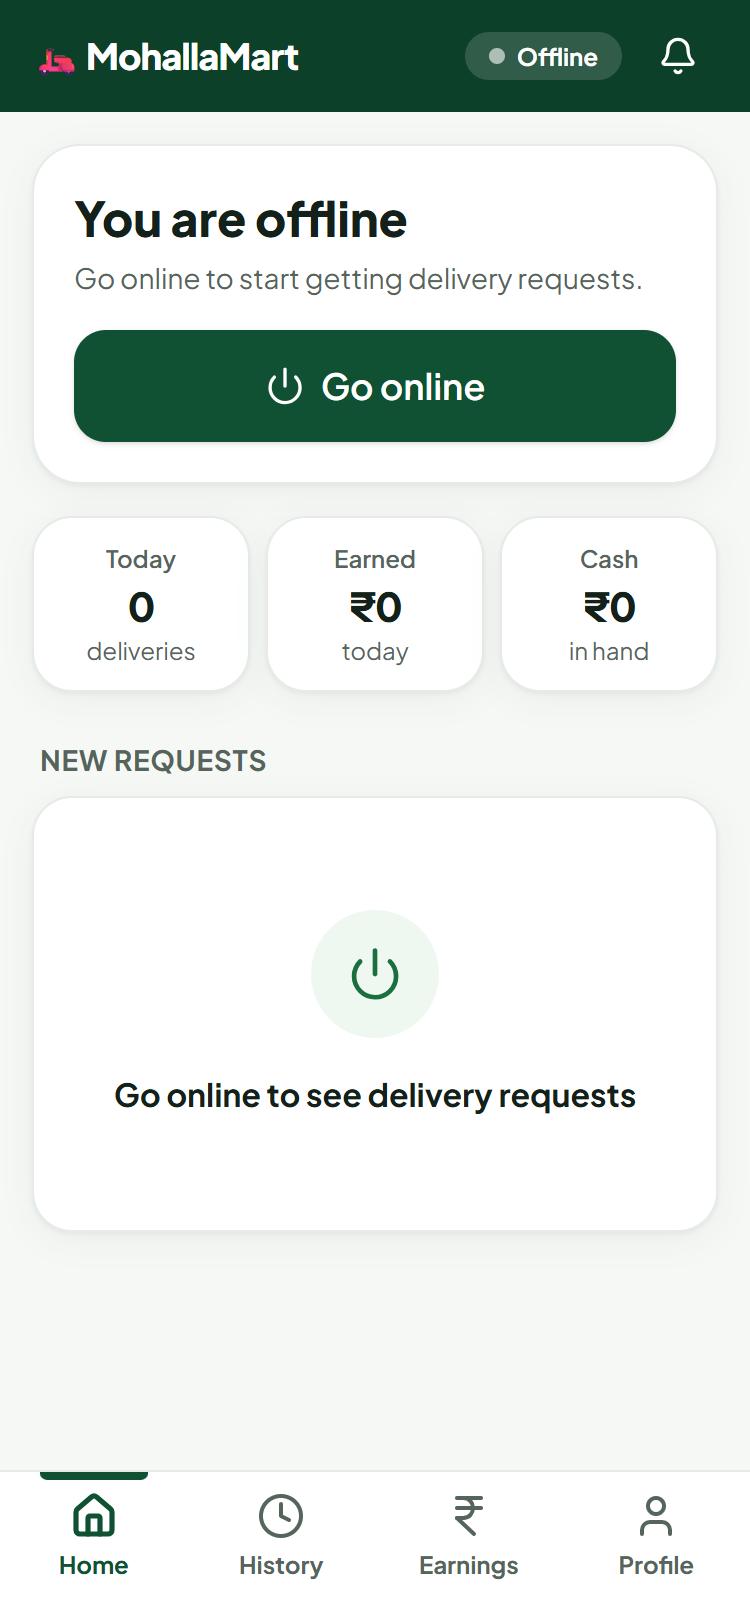 MohallaMart
Offline
You are offline
Go online to start getting delivery requests.
Go online
Today
0
deliveries
Earned
₹0
today
Cash
₹0
in hand
NEW REQUESTS
Go online to see delivery requests
Home
History
Earnings
Profile